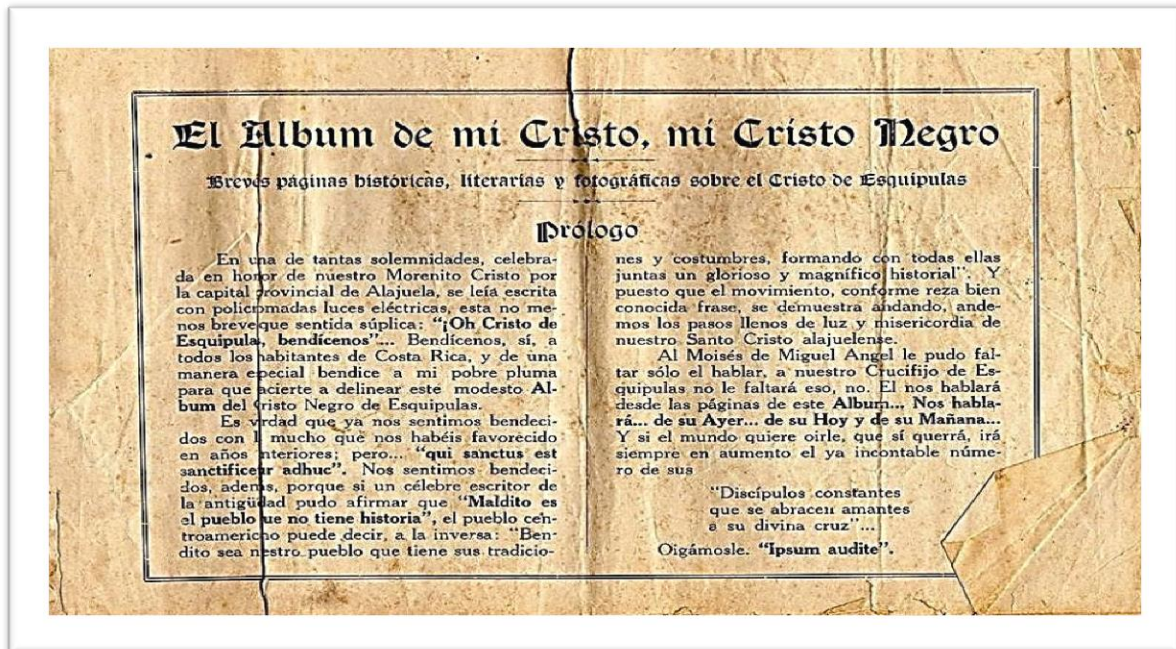 El Album de mi Cristo, mi Cristo Negro
Breves páginas históricas, literarias y fotográficas sobre el Cristo de Esquipulas
Prólogo
En una de tantas solemnidades, celebra-
da en honor de nuestro Morenito Cristo por
la capital provincial de Alajuela, se leía escrita
con policromadas luces eléctricas, esta no me-
nos breve que sentida súplica: “¡Oh Cristo de
Esquipula, bendícenos”... Bendícenos, sí, a
todos los habitantes de Costa Rica, y de una
manera especial bendice a mi pobre pluma
para que acierte a delinear este modesto Al-
bum del Cristo Negro de Esquipulas.
Es verdad que ya nos sentimos bendeci-
dos con l mucho que nos habéis favorecido
en años nteriores; pero... “qui sanctus est
sanctificeur adhuc”. Nos sentimos bendeci-
dos, adems, porque si un célebre escritor de
la antigüedad pudo afirmar que “Maldito es
el pueblo ue no tiene historia”, el pueblo cen-
troamericno puede decir, a la inversa: “Ben-
dito sea nestro pueblo que tiene sus tradicio-
nes y costumbres, formando con todas ellas
juntas un glorioso y magnífico historial”. Y
puesto que el movimiento, conforme reza bien
conocida frase, se demuestra andando, ande-
mos los pasos llenos de luz y misericordia de
nuestro Santo Cristo alajuelense.
Al Moisés de Miguel Angel le pudo fal-
tar sólo el hablar, a nuestro Crucifijo de Es-
quipulas no le faltará eso, no. El nos hablará
desde las páginas de este Album... Nos habla-
rá... de su Ayer... de su Hoy y de su Mañana...
Y si el mundo quiere oirle, que sí querrá, irá
siempre en aumento el ya incontable núme-
ro de sus
“Discípulos constantes
que se abracen amantes
a su divina cruz”...
Oigámosle. “Ipsum audite”.